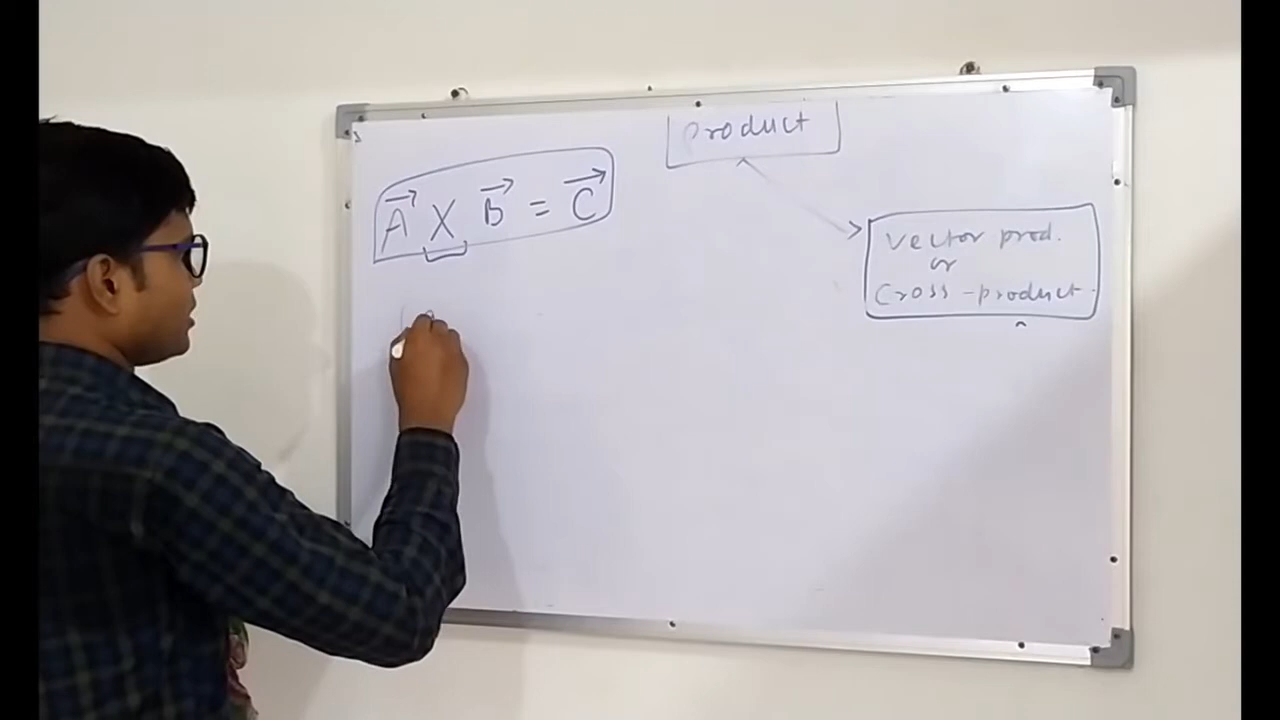 Product
A⃗ X B⃗ = C⃗
Vector prod.
or
Cross-product.